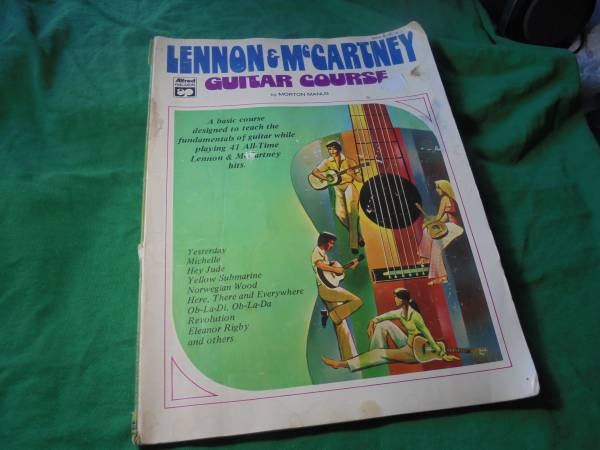 LENNON & McCARTNEY
Alfred
GUITAR COURSE
by MORTON MANUS
A basic course
designed to teach the
fundamentals of guitar while
playing 41 All-Time
Lennon & McCartney
hits.
Yesterday
Michelle
Hey Jude
Yellow Submarine
Norwegian Wood
Here, There and Everywhere
Ob-La-Di, Ob-La-Da
Revolution
Eleanor Rigby
and others